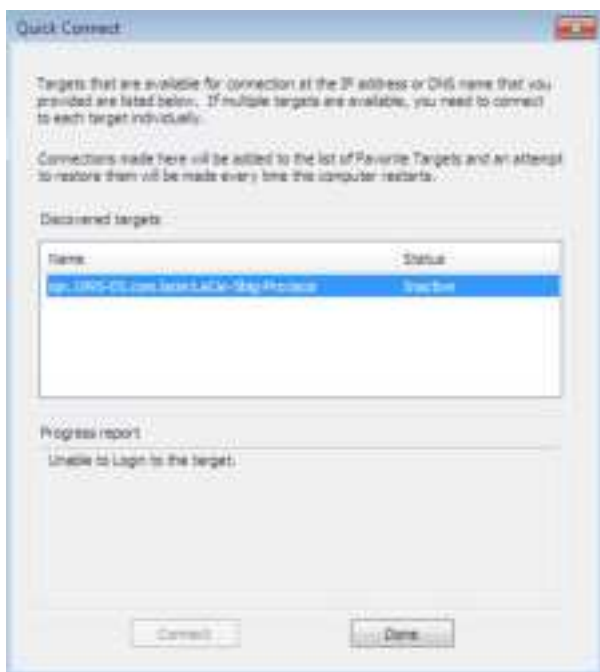 Quick Connect
Targets that are available for connection at the IP address or DNS name that you
provided are listed below. If multiple targets are available, you need to connect
to each target individually.
Connections made here will be added to the list of Favorite Targets and an attempt
to restore them will be made every time this computer restarts.
Discovered targets
Name Status
Inactive
Progress report
Unable to Login to the target.
Connect Done